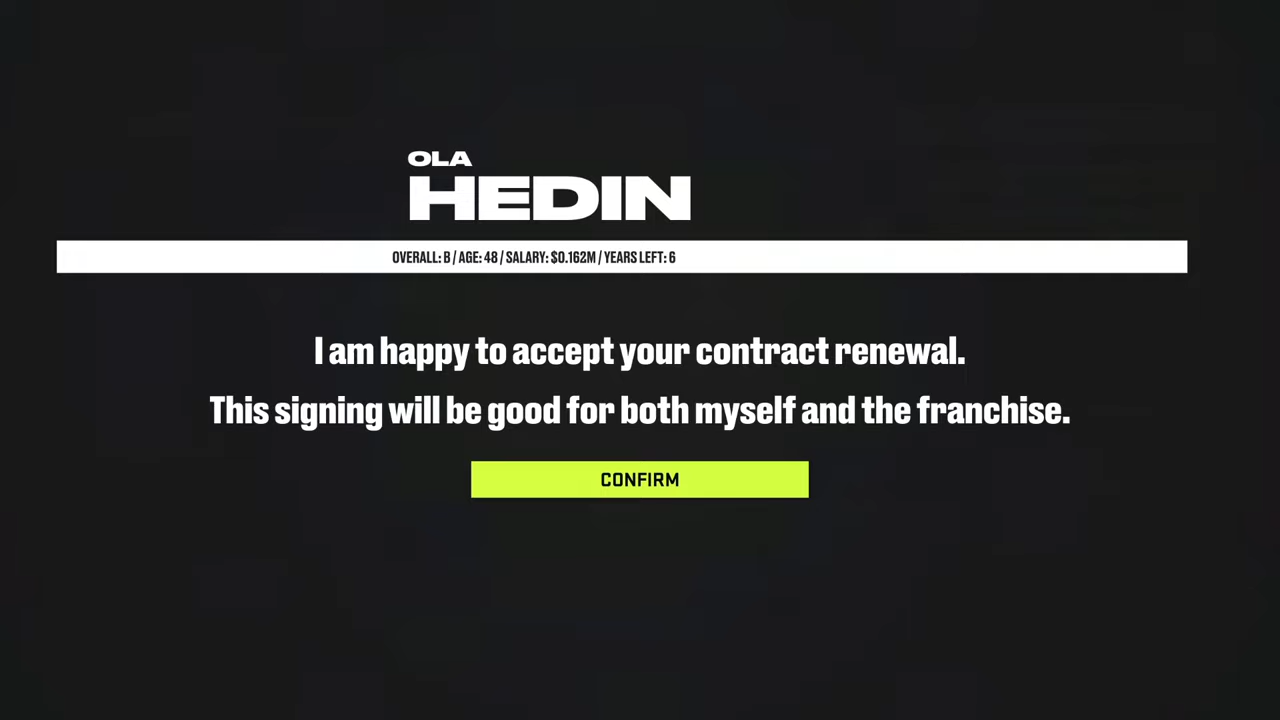 OLA
HEDIN
OVERALL: B / AGE: 48 / SALARY: $0.162M / YEARS LEFT: 6
I am happy to accept your contract renewal.
This signing will be good for both myself and the franchise.
CONFIRM